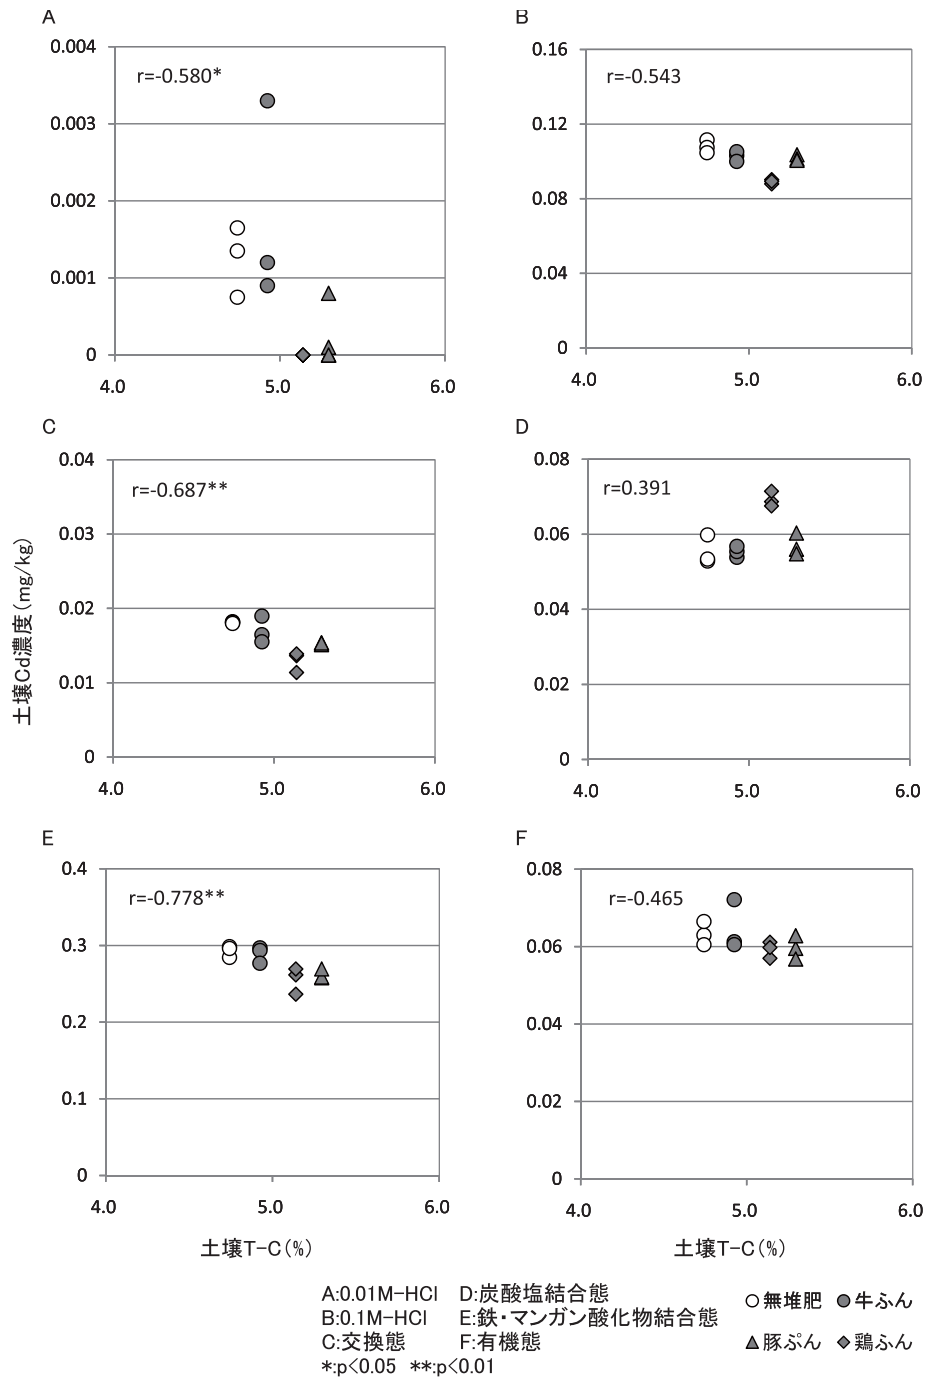 A
0.004
0.003
0.002
0.001
0
4.0 5.0 6.0
r=-0.580*
B
0.16
0.12
0.08
0.04
0
4.0 5.0 6.0
r=-0.543
C
0.04
0.03
0.02
0.01
0
4.0 5.0 6.0
r=-0.687**
D
0.08
0.06
0.04
0.02
0
4.0 5.0 6.0
r=0.391
土壌Cd濃度(mg/kg)
E
0.4
0.3
0.2
0.1
0
4.0 5.0 6.0
r=-0.778**
土壌T-C(%)
F
0.08
0.06
0.04
0.02
0
4.0 5.0 6.0
r=-0.465
土壌T-C(%)
A:0.01M-HCl D:炭酸塩結合態
B:0.1M-HCl E:鉄・マンガン酸化物結合態
C:交換態 F:有機態
*:p<0.05 **:p<0.01
無堆肥 牛ふん
豚ぷん 鶏ふん